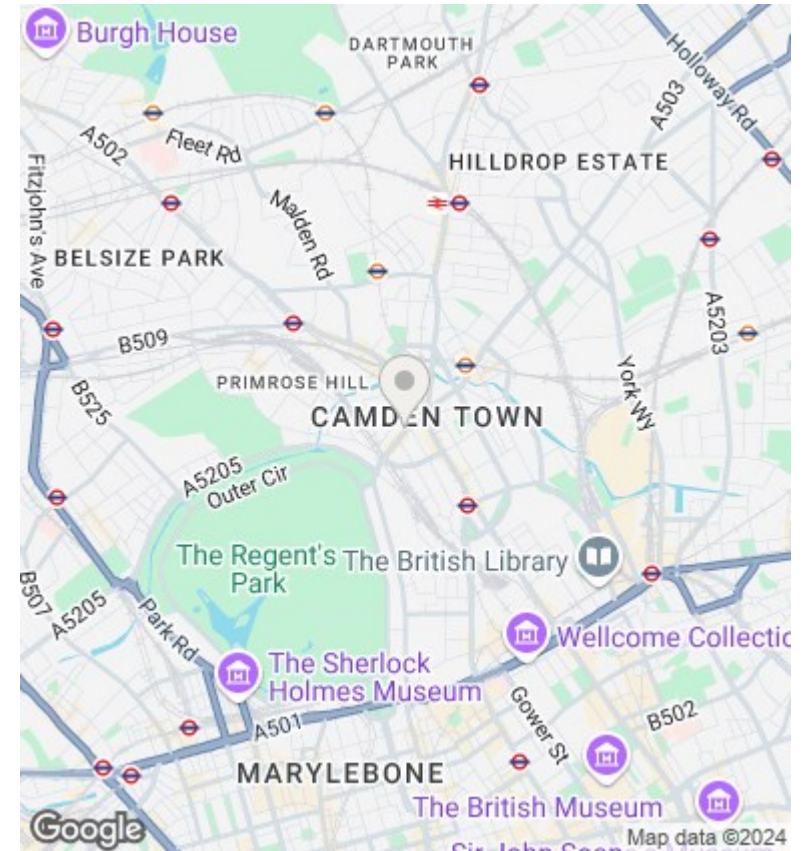 Burgh House
DARTMOUTH
PARK
Holloway Rd
A503
A502
Fleet Rd
HILLDROP ESTATE
Fitzjohn's Ave
Malden Rd
BELSIZE PARK
A5203
B509
PRIMROSE HILL
York Wy
B525
CAMDEN TOWN
A5205
Outer Cir
The Regent's
Park
The British Library
B507
A5205
Park Rd
Wellcome Collectio
The Sherlock
Holmes Museum
Gower St
B502
A501
MARYLEBONE
The British Museum
Google
Map data ©2024